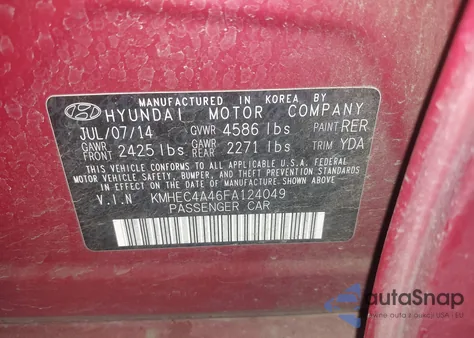 MANUFACTURED IN KOREA BY
HYUNDAI MOTOR COMPANY
JUL/07/14 GVWR 4586 lbs PAINT RER
GAWR FRONT 2425 lbs GAWR REAR 2271 lbs TRIM YDA
THIS VEHICLE CONFORMS TO ALL APPLICABLE U.S.A. FEDERAL
MOTOR VEHICLE SAFETY, BUMPER, AND THEFT PREVENTION STANDARDS
IN EFFECT ON THE DATE OF MANUFACTURE SHOWN ABOVE.
V.I.N KMHEC4A46FA124049
PASSENGER CAR
autaSnap